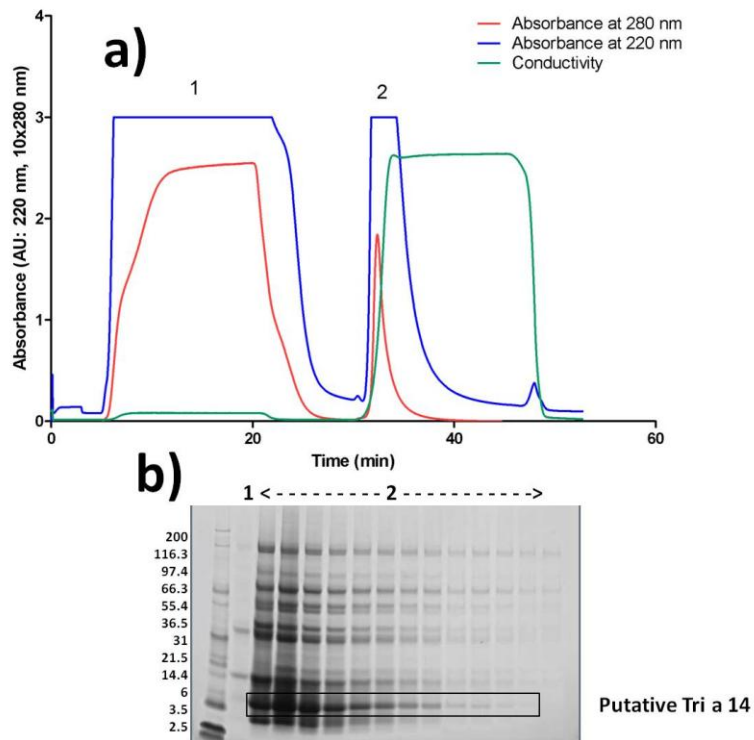 a)
Absorbance at 280 nm
Absorbance at 220 nm
Conductivity
1
2
Absorbance (AU: 220 nm, 10x280 nm)
4
3
2
1
0
0
20
40
60
Time (min)
b)
1 < - - - - - - - - - - - 2 - - - - - - - - - - - - - >
200
116.3
97.4
66.3
55.4
36.5
31
21.5
14.4
6
3.5
2.5
Putative Tri a 14